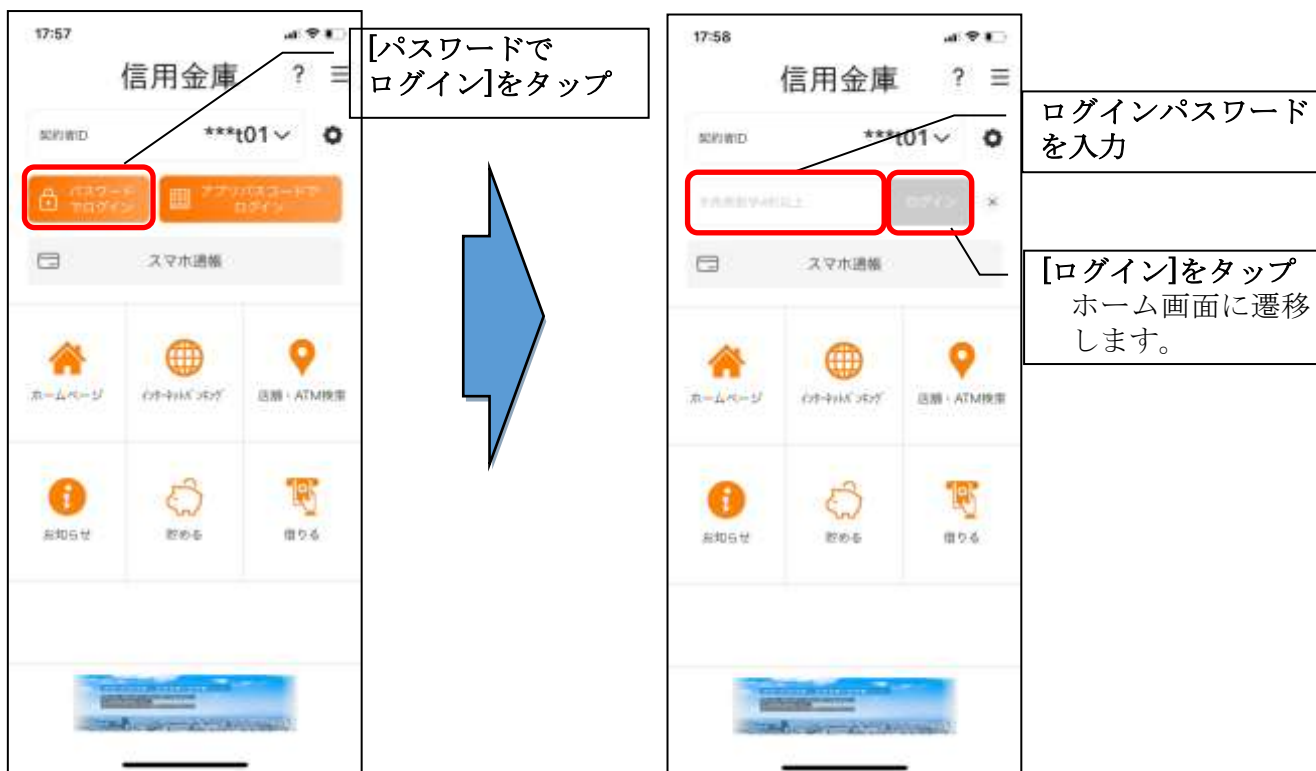 17:57
信用金庫 ? 
契約者ID ***t01
パスワード
でログイン
アプリパスコードで
ログイン
スマホ通帳
ホームページ
インターネットバンキング
店舗・ATM検索
お知らせ
貯める
借りる
[パスワードで
ログイン]をタップ
17:58
信用金庫 ?
契約者ID ***t01
ログイン ×
スマホ通帳
ホームページ
インターネットバンキング
店舗・ATM検索
お知らせ
貯める
借りる
ログインパスワード
を入力
[ログイン]をタップ
ホーム画面に遷移
します。